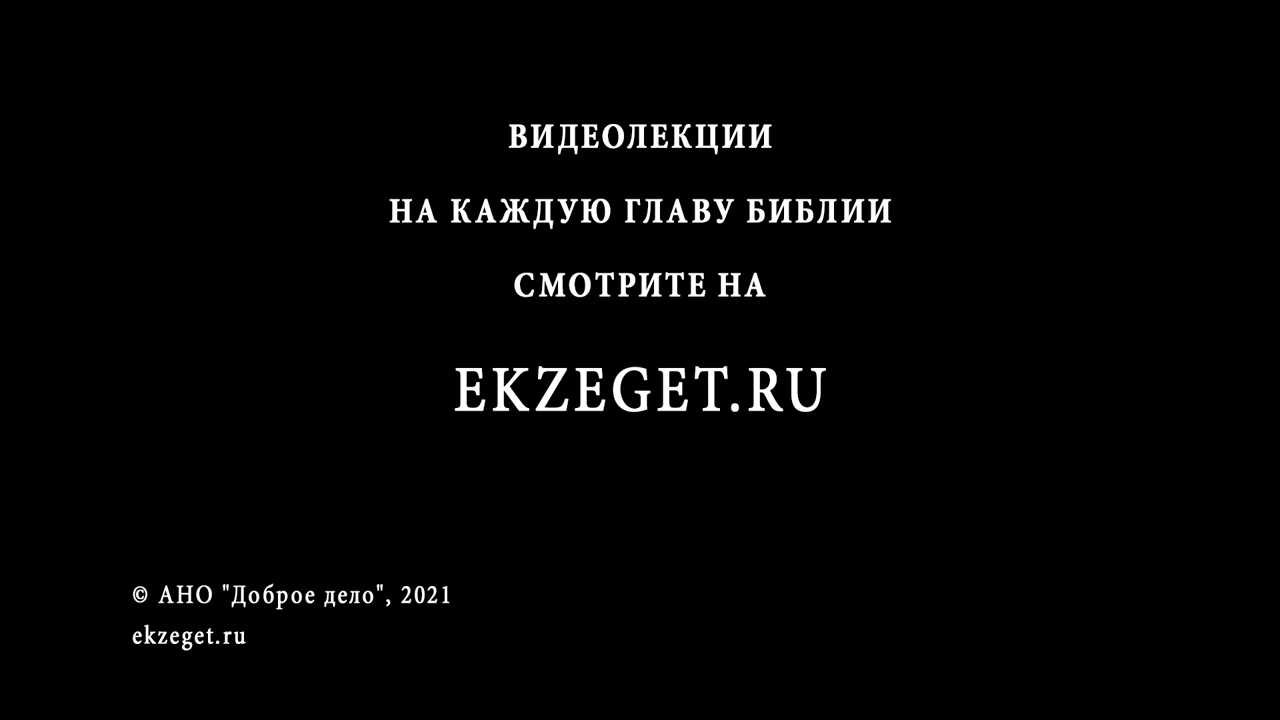 ВИДЕОЛЕКЦИИ
НА КАЖДУЮ ГЛАВУ БИБЛИИ
СМОТРИТЕ НА
EKZEGET.RU
© АНО "Доброе дело", 2021
ekzeget.ru